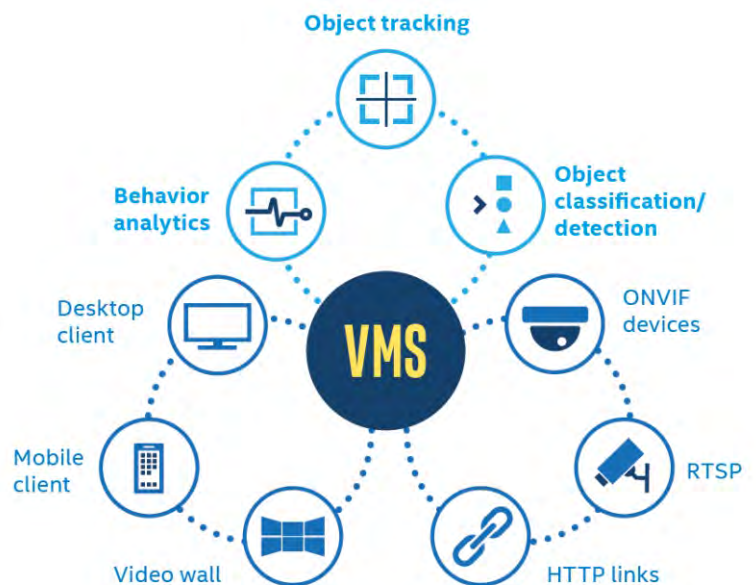 Object tracking
Behavior
analytics
Object
classification/
detection
Desktop
client
VMS
ONVIF
devices
Mobile
client
RTSP
Video wall
HTTP links